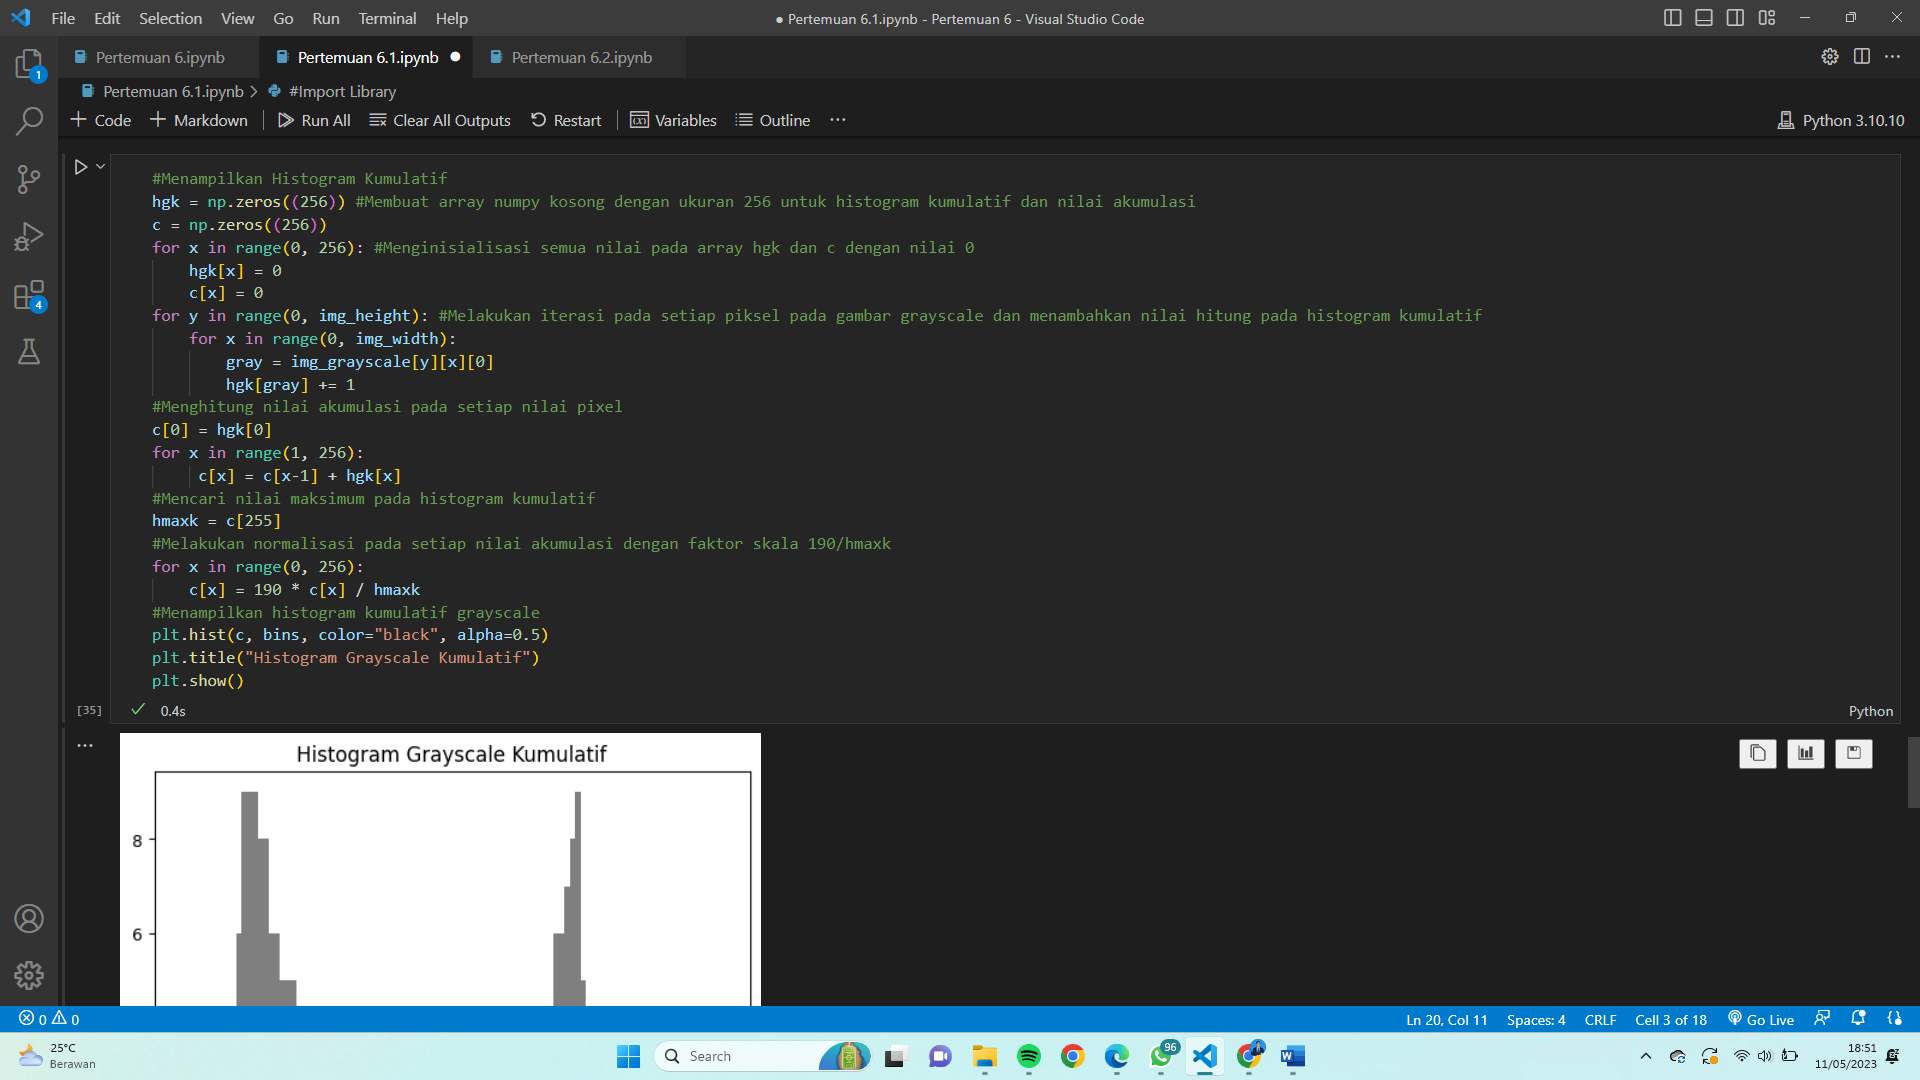 File Edit Selection View Go Run Terminal Help
● Pertemuan 6.1.ipynb - Pertemuan 6 - Visual Studio Code
Pertemuan 6.ipynb
Pertemuan 6.1.ipynb ●
Pertemuan 6.2.ipynb
1
Pertemuan 6.1.ipynb > #Import Library
+ Code + Markdown Run All Clear All Outputs Restart Variables Outline ...
Python 3.10.10
#Menampilkan Histogram Kumulatif
hgk = np.zeros((256)) #Membuat array numpy kosong dengan ukuran 256 untuk histogram kumulatif dan nilai akumulasi
c = np.zeros((256))
for x in range(0, 256): #Menginisialisasi semua nilai pada array hgk dan c dengan nilai 0
    hgk[x] = 0
    c[x] = 0
4
for y in range(0, img_height): #Melakukan iterasi pada setiap piksel pada gambar grayscale dan menambahkan nilai hitung pada histogram kumulatif
    for x in range(0, img_width):
        gray = img_grayscale[y][x][0]
        hgk[gray] += 1
#Menghitung nilai akumulasi pada setiap nilai pixel
c[0] = hgk[0]
for x in range(1, 256):
     c[x] = c[x-1] + hgk[x]
#Mencari nilai maksimum pada histogram kumulatif
hmaxk = c[255]
#Melakukan normalisasi pada setiap nilai akumulasi dengan faktor skala 190/hmaxk
for x in range(0, 256):
    c[x] = 190 * c[x] / hmaxk
#Menampilkan histogram kumulatif grayscale
plt.hist(c, bins, color="black", alpha=0.5)
plt.title("Histogram Grayscale Kumulatif")
plt.show()
[35] ✓ 0.4s
Python
...
Histogram Grayscale Kumulatif
8
6
0 0
Ln 20, Col 11 Spaces: 4 CRLF Cell 3 of 18 Go Live
25°C
Berawan
Search
96
18:51
11/05/2023